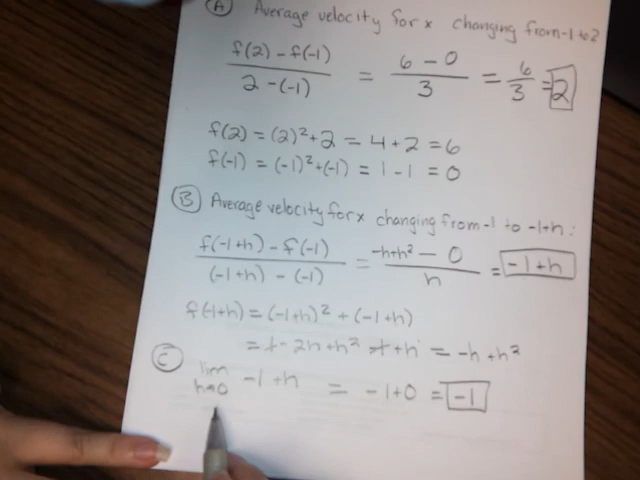 (A) Average velocity for x changing from -1 to 2
f(2) - f(-1) / 2 - (-1) = 6 - 0 / 3 = 6/3 = 2
f(2) = (2)² + 2 = 4 + 2 = 6
f(-1) = (-1)² + (-1) = 1 - 1 = 0
(B) Average velocity for x changing from -1 to -1+h :
f(-1+h) - f(-1) / (-1+h) - (-1) = -h+h² - 0 / h = -1+h
f(-1+h) = (-1+h)² + (-1+h)
= 1 - 2h + h² - 1 + h = -h + h²
(C) lim h→0 -1+h = -1+0 = -1